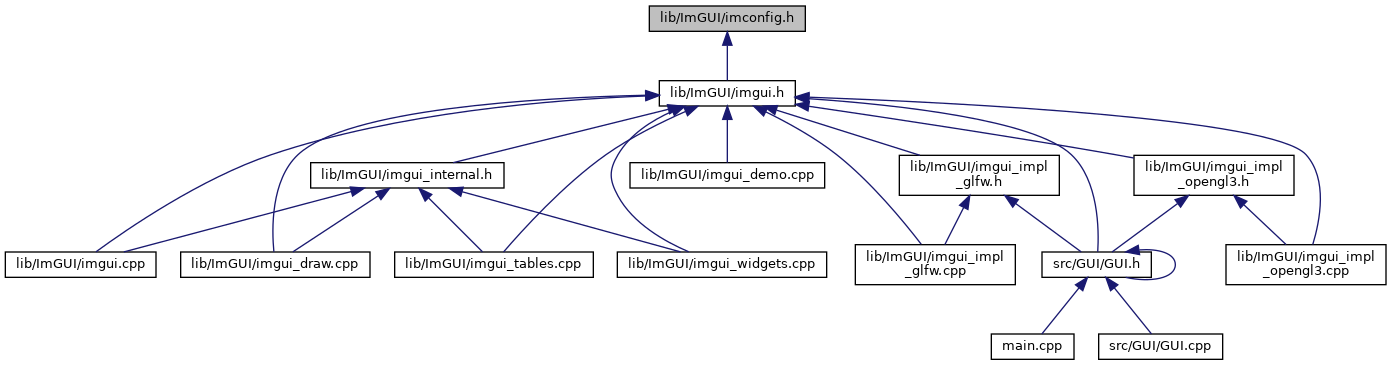 lib/ImGUI/imconfig.h
lib/ImGUI/imgui.h
lib/ImGUI/imgui_internal.h
lib/ImGUI/imgui_demo.cpp
lib/ImGUI/imgui_impl
_glfw.h
lib/ImGUI/imgui_impl
_opengl3.h
lib/ImGUI/imgui.cpp
lib/ImGUI/imgui_draw.cpp
lib/ImGUI/imgui_tables.cpp
lib/ImGUI/imgui_widgets.cpp
lib/ImGUI/imgui_impl
_glfw.cpp
src/GUI/GUI.h
lib/ImGUI/imgui_impl
_opengl3.cpp
main.cpp
src/GUI/GUI.cpp